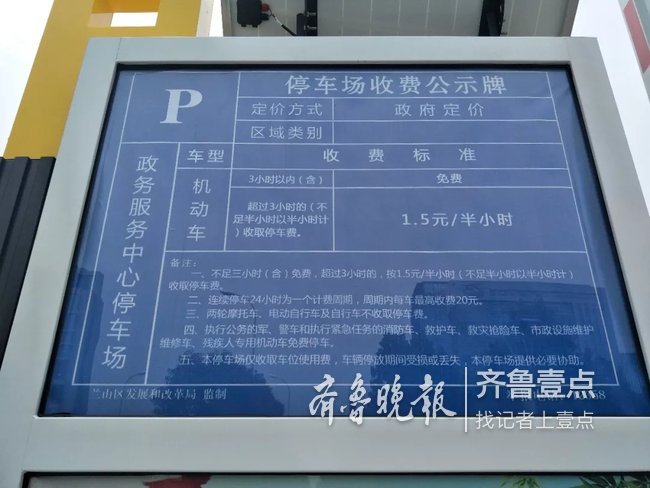 P
停车场收费公示牌
定价方式 政府定价
区域类别
政务服务中心停车场
车型 收费标准
机动车
3小时以内(含) 免费
超过3小时的(不
足半小时以半小时计
)收取停车费。
1.5元/半小时
备注:
一、不足三小时(含)免费,超过3小时的,按1.5元/半小时(不足半小时以半小时计)
收取停车费。
二、连续停车24小时为一个计费周期,周期内每车最高收费20元。
三、两轮摩托车、电动自行车及自行车不收取停车费。
四、执行公务的军、警车和执行紧急任务的消防车、救护车、救灾抢险车、市政设施维护
维修车、残疾人专用机动车免费停车。
五、本停车场仅收取车位使用费,车辆停放期间受损或丢失,本停车场提供必要协助。
兰山区发展和改革局 监制
齐鲁晚报
齐鲁壹点
找记者上壹点